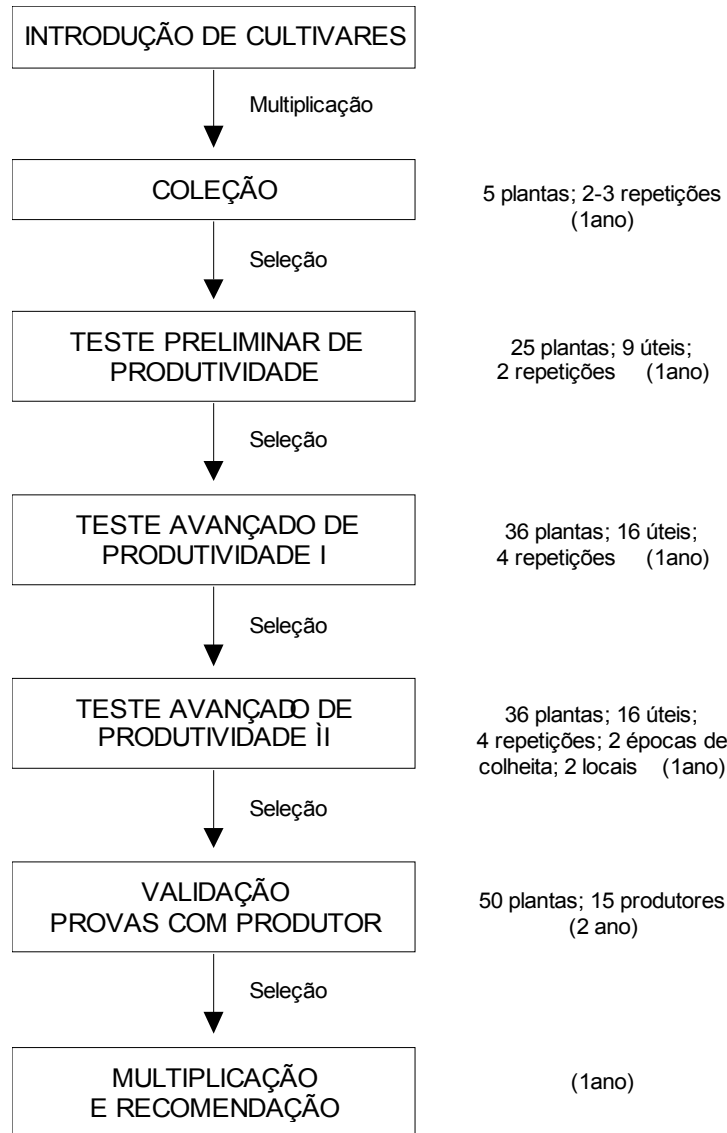 INTRODUÇÃO DE CULTIVARES
Multiplicação
COLEÇÃO
5 plantas; 2-3 repetições
(1ano)
Seleção
TESTE PRELIMINAR DE
PRODUTIVIDADE
25 plantas; 9 úteis;
2 repetições (1ano)
Seleção
TESTE AVANÇADO DE
PRODUTIVIDADE I
36 plantas; 16 úteis;
4 repetições (1ano)
Seleção
TESTE AVANÇADO DE
PRODUTIVIDADE ÌI
36 plantas; 16 úteis;
4 repetições; 2 épocas de
colheita; 2 locais (1ano)
Seleção
VALIDAÇÃO
PROVAS COM PRODUTOR
50 plantas; 15 produtores
(2 ano)
Seleção
MULTIPLICAÇÃO
E RECOMENDAÇÃO
(1ano)